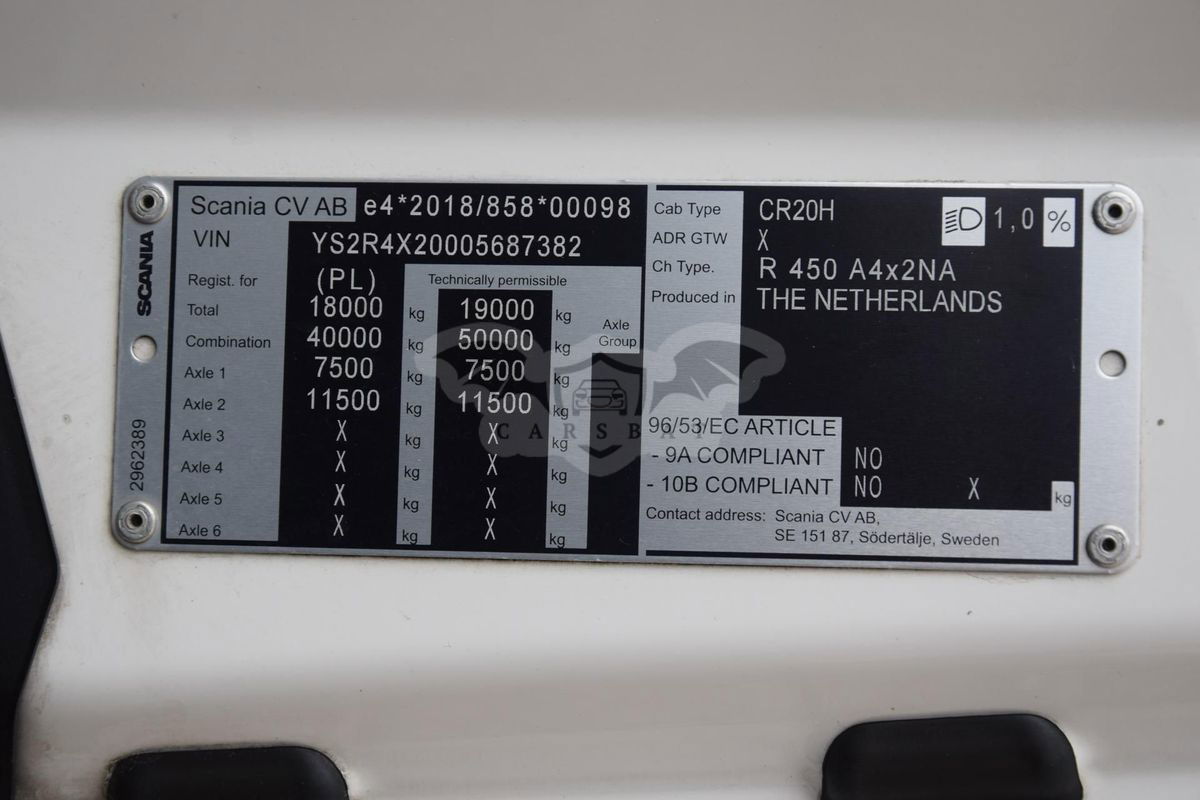 Scania CV AB e4*2018/858*00098
VIN YS2R4X20005687382
Regist. for (PL) Technically permissible
Total 18000 kg 19000 kg Axle Group
Combination 40000 kg 50000 kg
Axle 1 7500 kg 7500 kg
Axle 2 11500 kg 11500 kg
Axle 3 X kg X kg
Axle 4 X kg X kg
Axle 5 X kg X kg
Axle 6 X kg X kg
SCANIA
2962389
Cab Type CR20H 1,0 %
ADR GTW X
Ch Type. R 450 A4x2NA
Produced in THE NETHERLANDS
96/53/EC ARTICLE
- 9A COMPLIANT NO
- 10B COMPLIANT NO X kg
Contact address: Scania CV AB,
SE 151 87, Södertälje, Sweden
CARSBAT